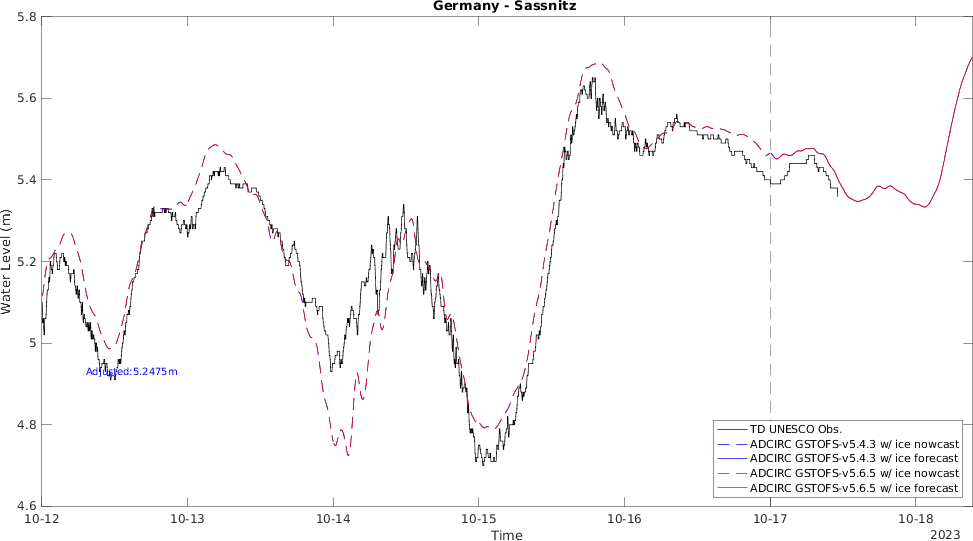 Germany - Sassnitz
5.8
5.6
5.4
5.2
5
4.8
4.6
Water Level (m)
Adjusted:5.2475m
TD UNESCO Obs.
ADCIRC GSTOFS-v5.4.3 w/ ice nowcast
ADCIRC GSTOFS-v5.4.3 w/ ice forecast
ADCIRC GSTOFS-v5.6.5 w/ ice nowcast
ADCIRC GSTOFS-v5.6.5 w/ ice forecast
10-12 10-13 10-14 10-15 10-16 10-17 10-18
Time
2023